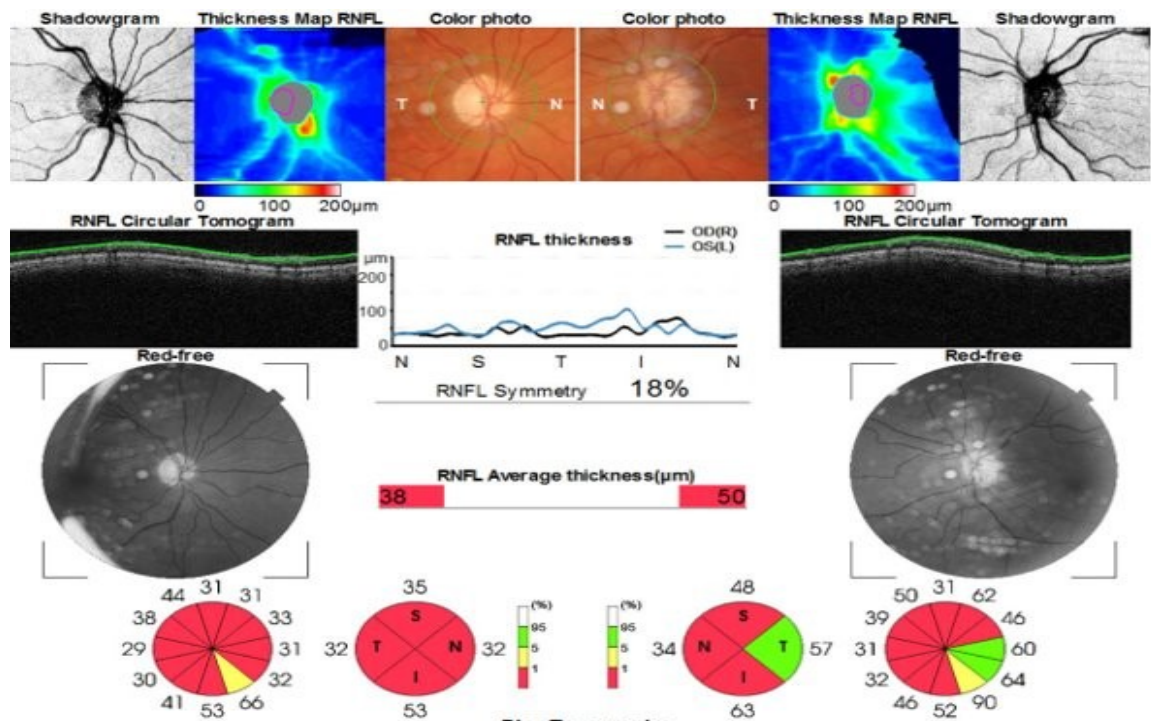 Shadowgram Thickness Map RNFL Color photo Color photo Thickness Map RNFL Shadowgram
T N N T
0 100 200μm 0 100 200μm
RNFL Circular Tomogram RNFL Circular Tomogram
RNFL thickness
OD(R)
OS(L)
μm
200
100
0
N S T I N
Red-free Red-free
RNFL Symmetry 18%
RNFL Average thickness(μm)
38 50
44 31 31
38 33
29 31
30 32
41 53 66
35
S
32 T N 32
I
53
(%)
95
5
1
(%)
95
5
1
48
S
34 N T 57
I
63
50 31 62
39 46
31 60
32 64
46 52 90